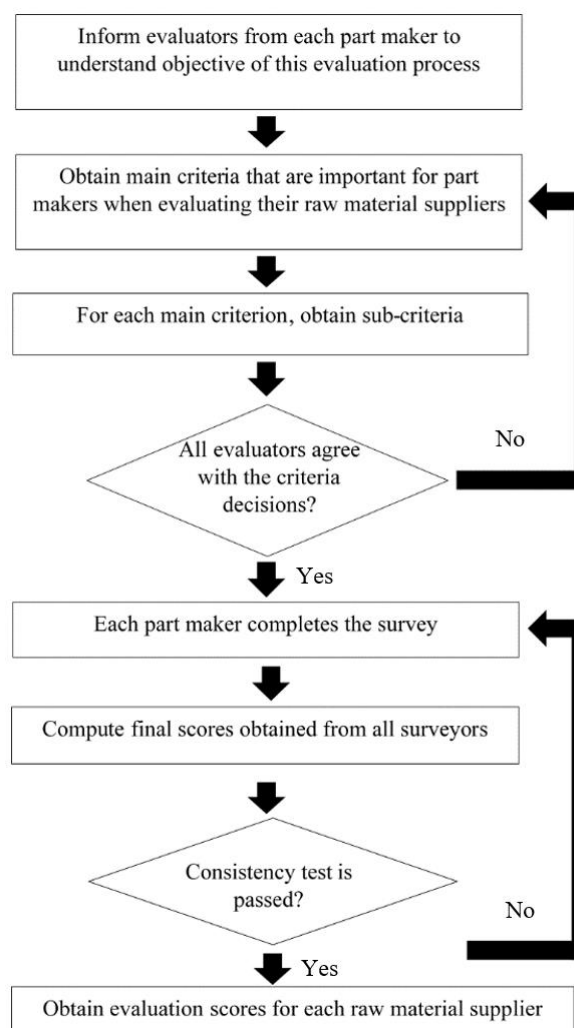 Inform evaluators from each part maker to
understand objective of this evaluation process
Obtain main criteria that are important for part
makers when evaluating their raw material suppliers
For each main criterion, obtain sub-criteria
All evaluators agree
with the criteria
decisions?
No
Yes
Each part maker completes the survey
Compute final scores obtained from all surveyors
Consistency test is
passed?
No
Yes
Obtain evaluation scores for each raw material supplier